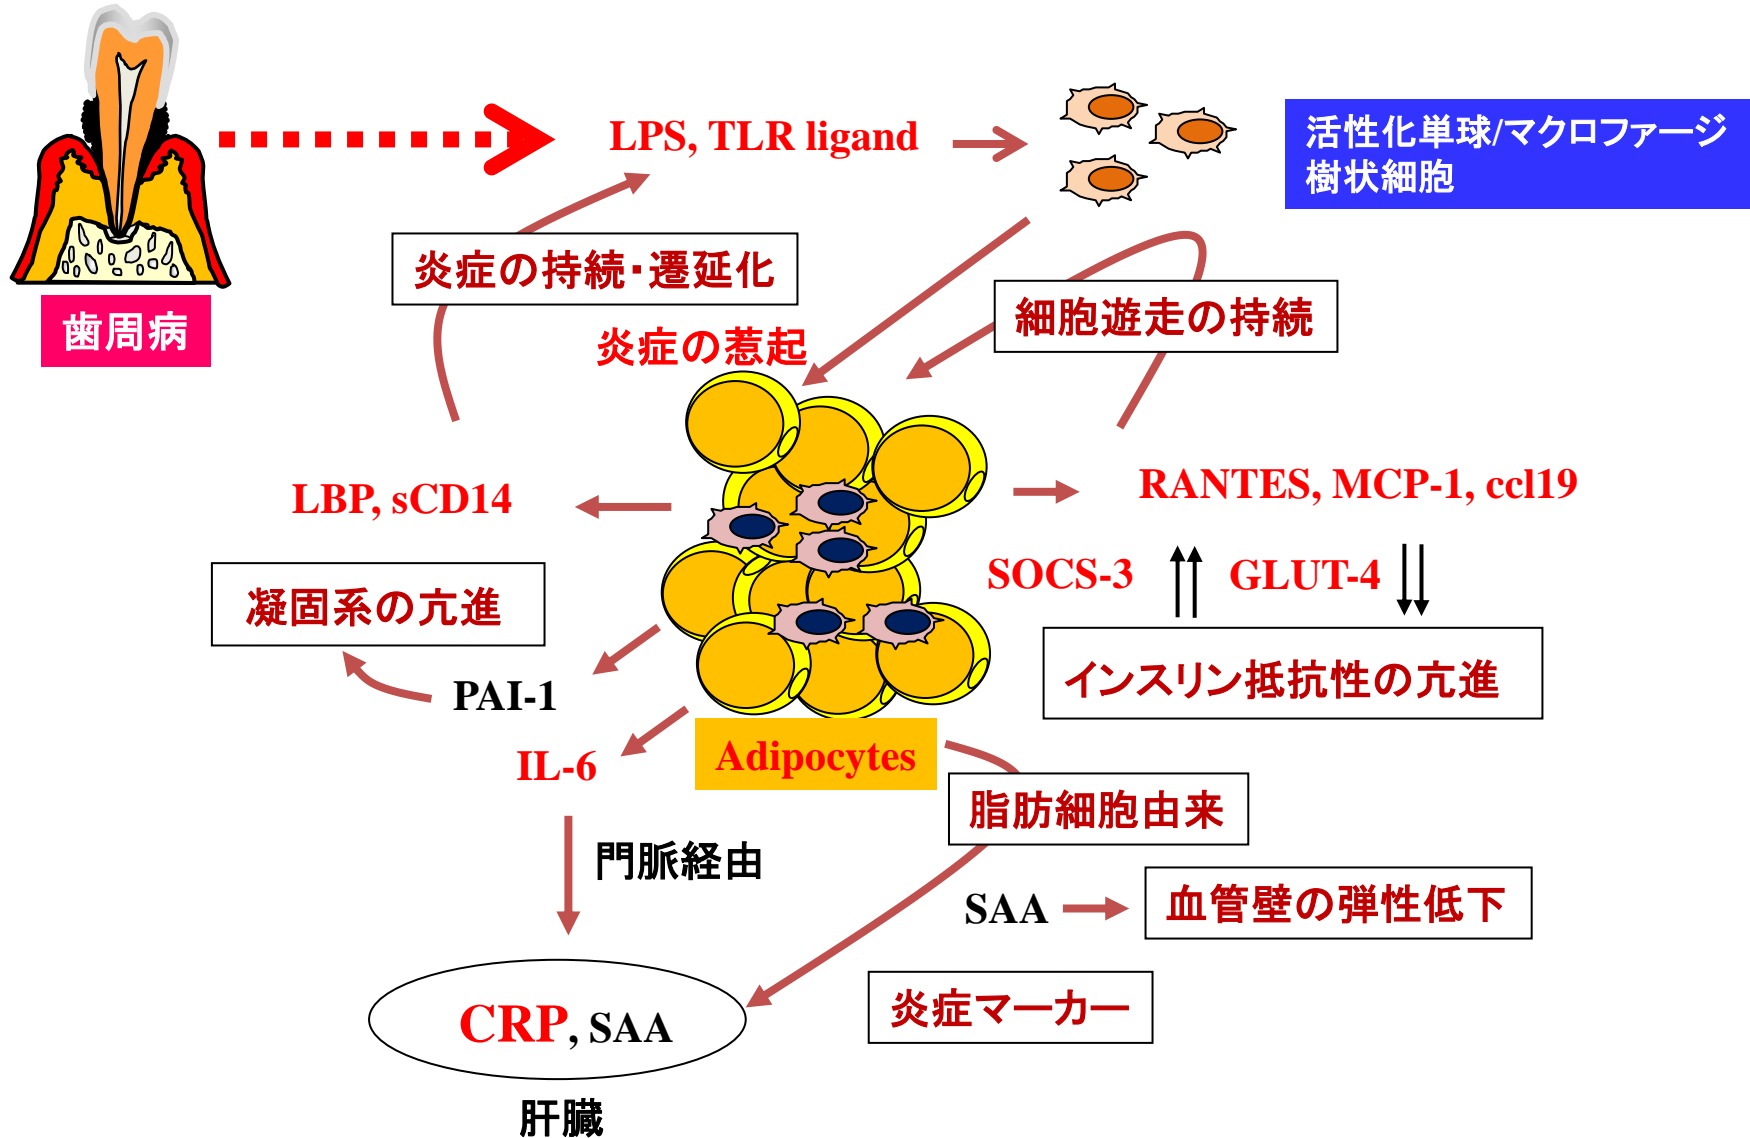 LPS, TLR ligand
活性化単球/マクロファージ
樹状細胞
炎症の持続・遷延化
細胞遊走の持続
歯周病
炎症の惹起
LBP, sCD14
RANTES, MCP-1, ccl19
SOCS-3
GLUT-4
凝固系の亢進
インスリン抵抗性の亢進
PAI-1
IL-6
Adipocytes
脂肪細胞由来
門脈経由
SAA
血管壁の弾性低下
炎症マーカー
CRP, SAA
肝臓